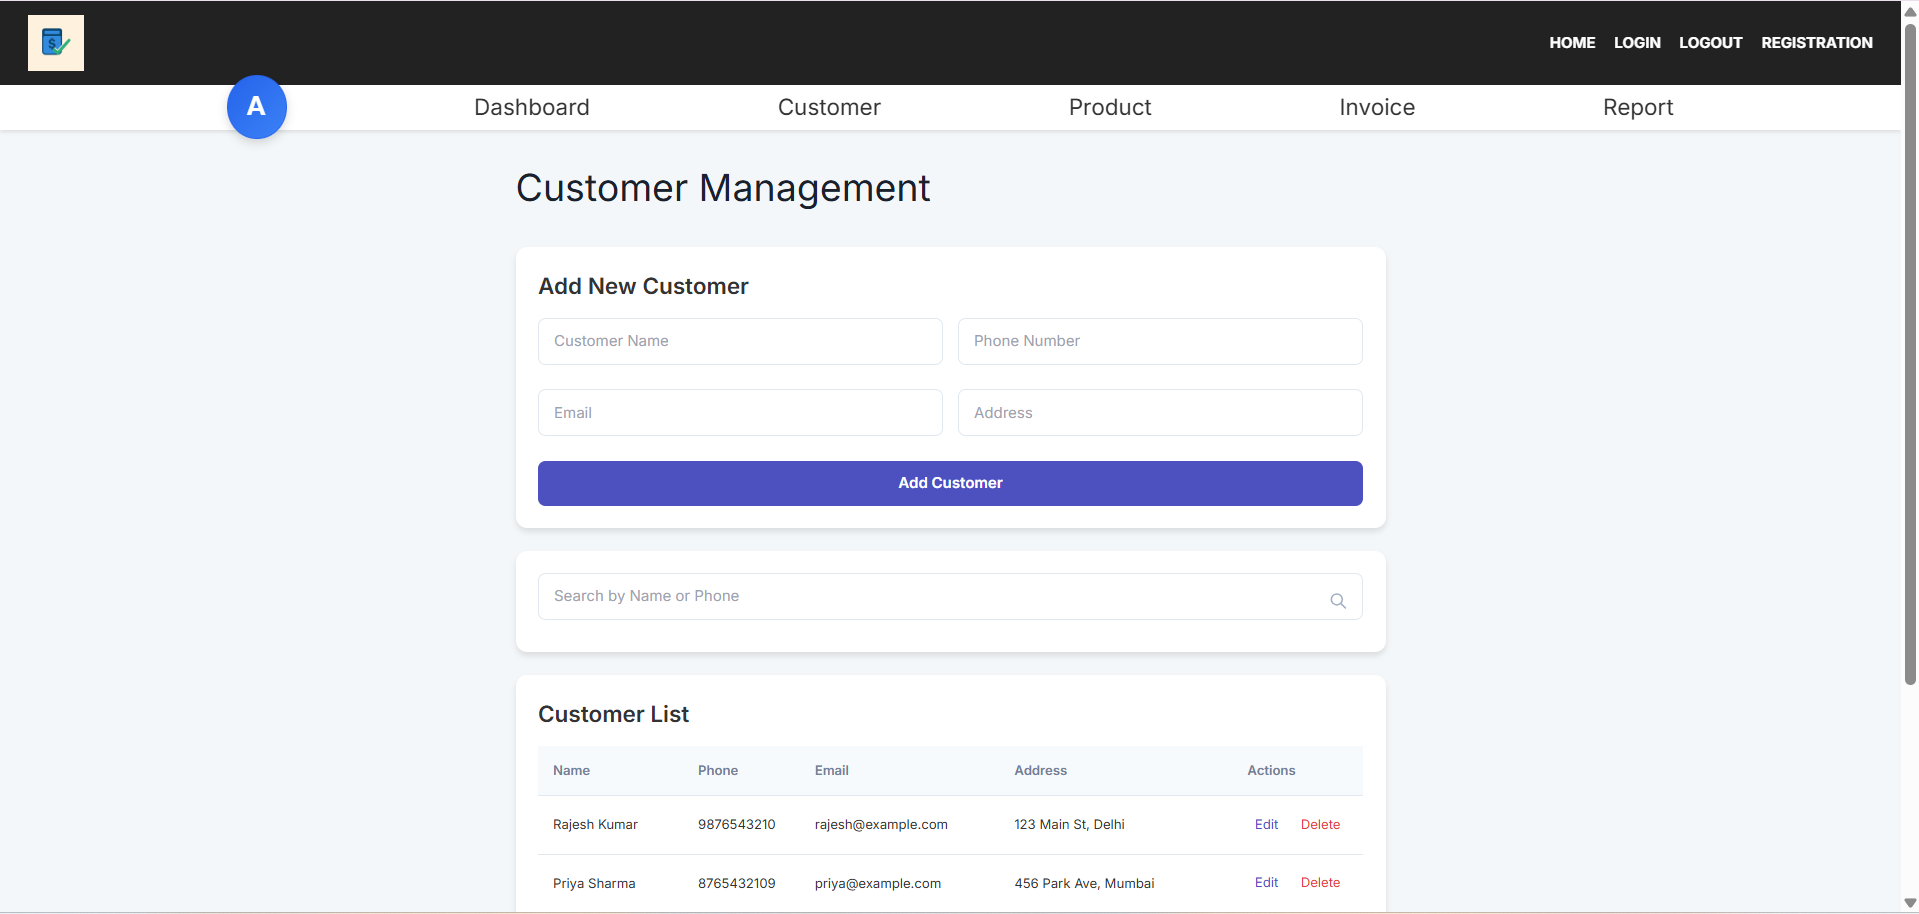 $
HOME LOGIN LOGOUT REGISTRATION
A Dashboard Customer Product Invoice Report
Customer Management
Add New Customer
Customer Name Phone Number
Email Address
Add Customer
Search by Name or Phone
Customer List
Name Phone Email Address Actions
Rajesh Kumar 9876543210 rajesh@example.com 123 Main St, Delhi Edit Delete
Priya Sharma 8765432109 priya@example.com 456 Park Ave, Mumbai Edit Delete